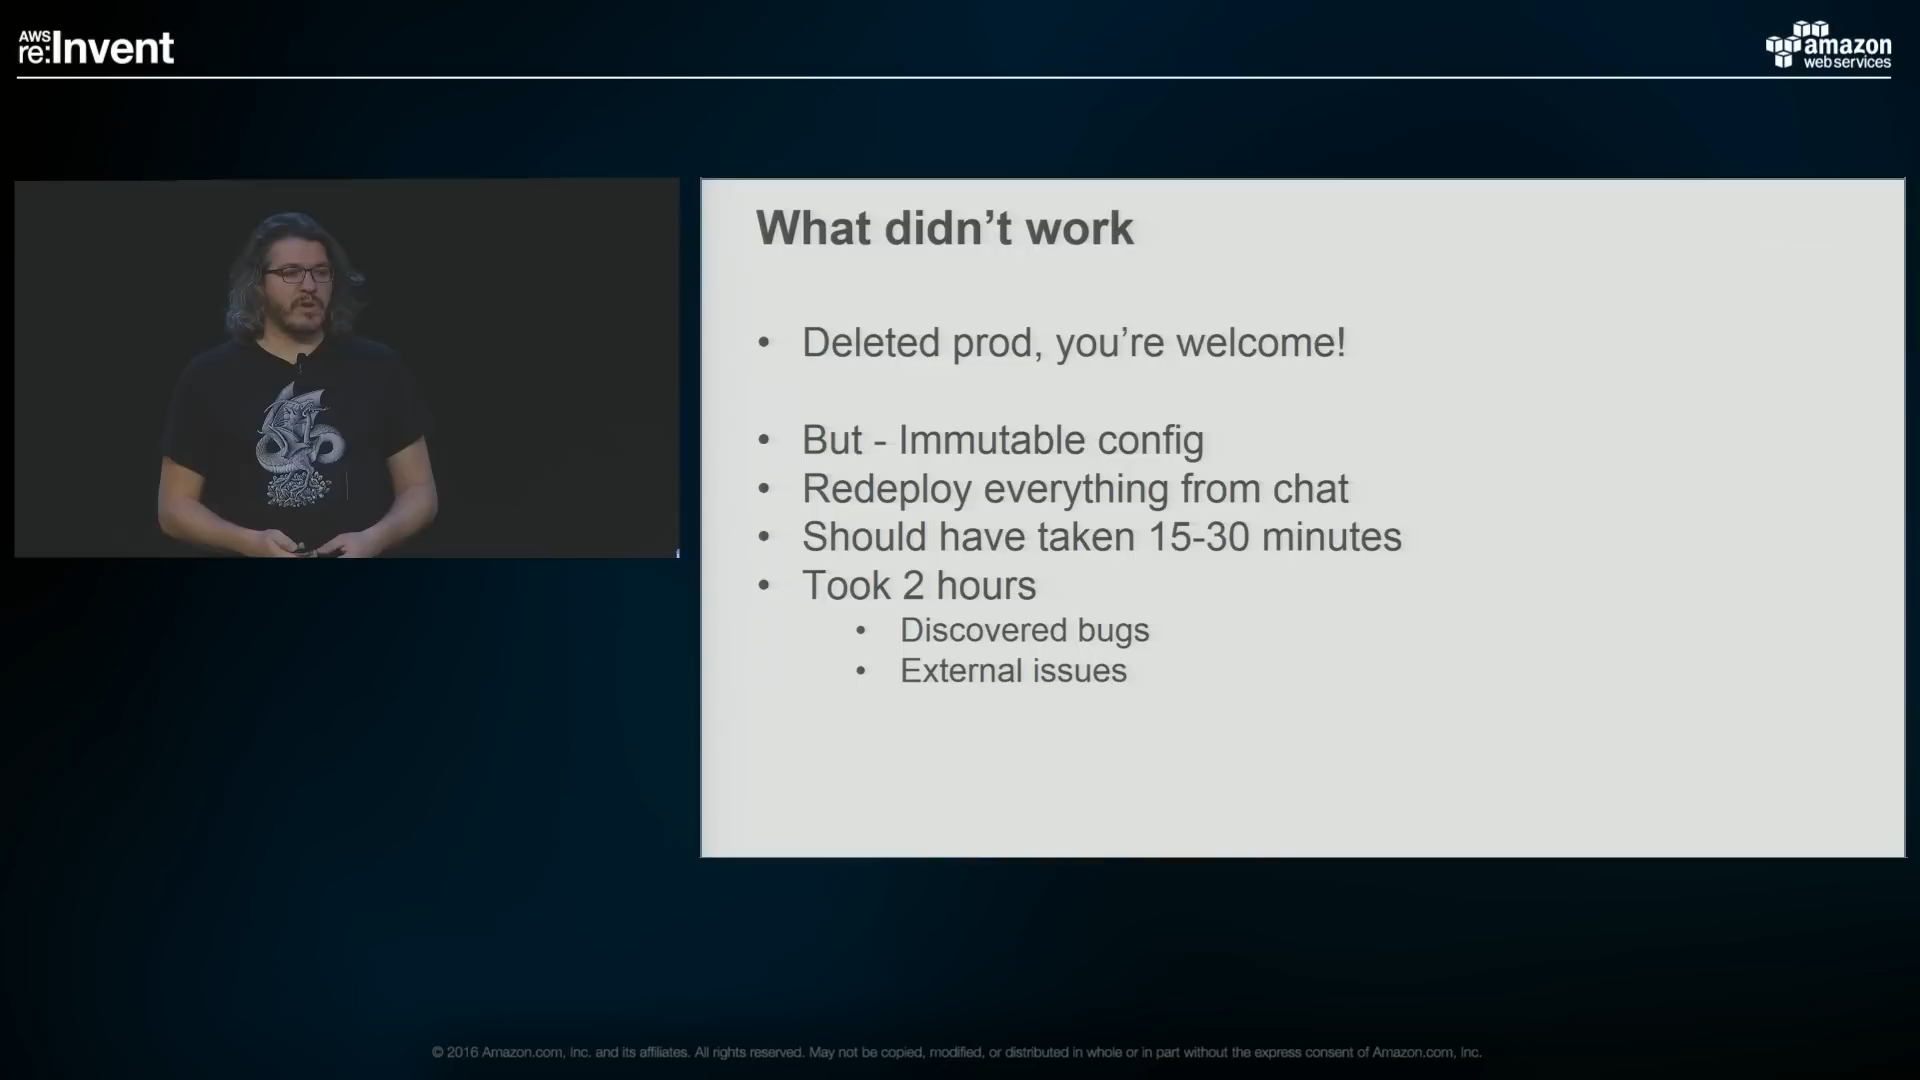 AWS
re:Invent
amazon
web services
What didn't work
• Deleted prod, you're welcome!
• But - Immutable config
• Redeploy everything from chat
• Should have taken 15-30 minutes
• Took 2 hours
• Discovered bugs
• External issues
© 2016 Amazon.com, Inc. and its affiliates. All rights reserved. May not be copied, modified, or distributed in whole or in part without the express consent of Amazon.com, Inc.